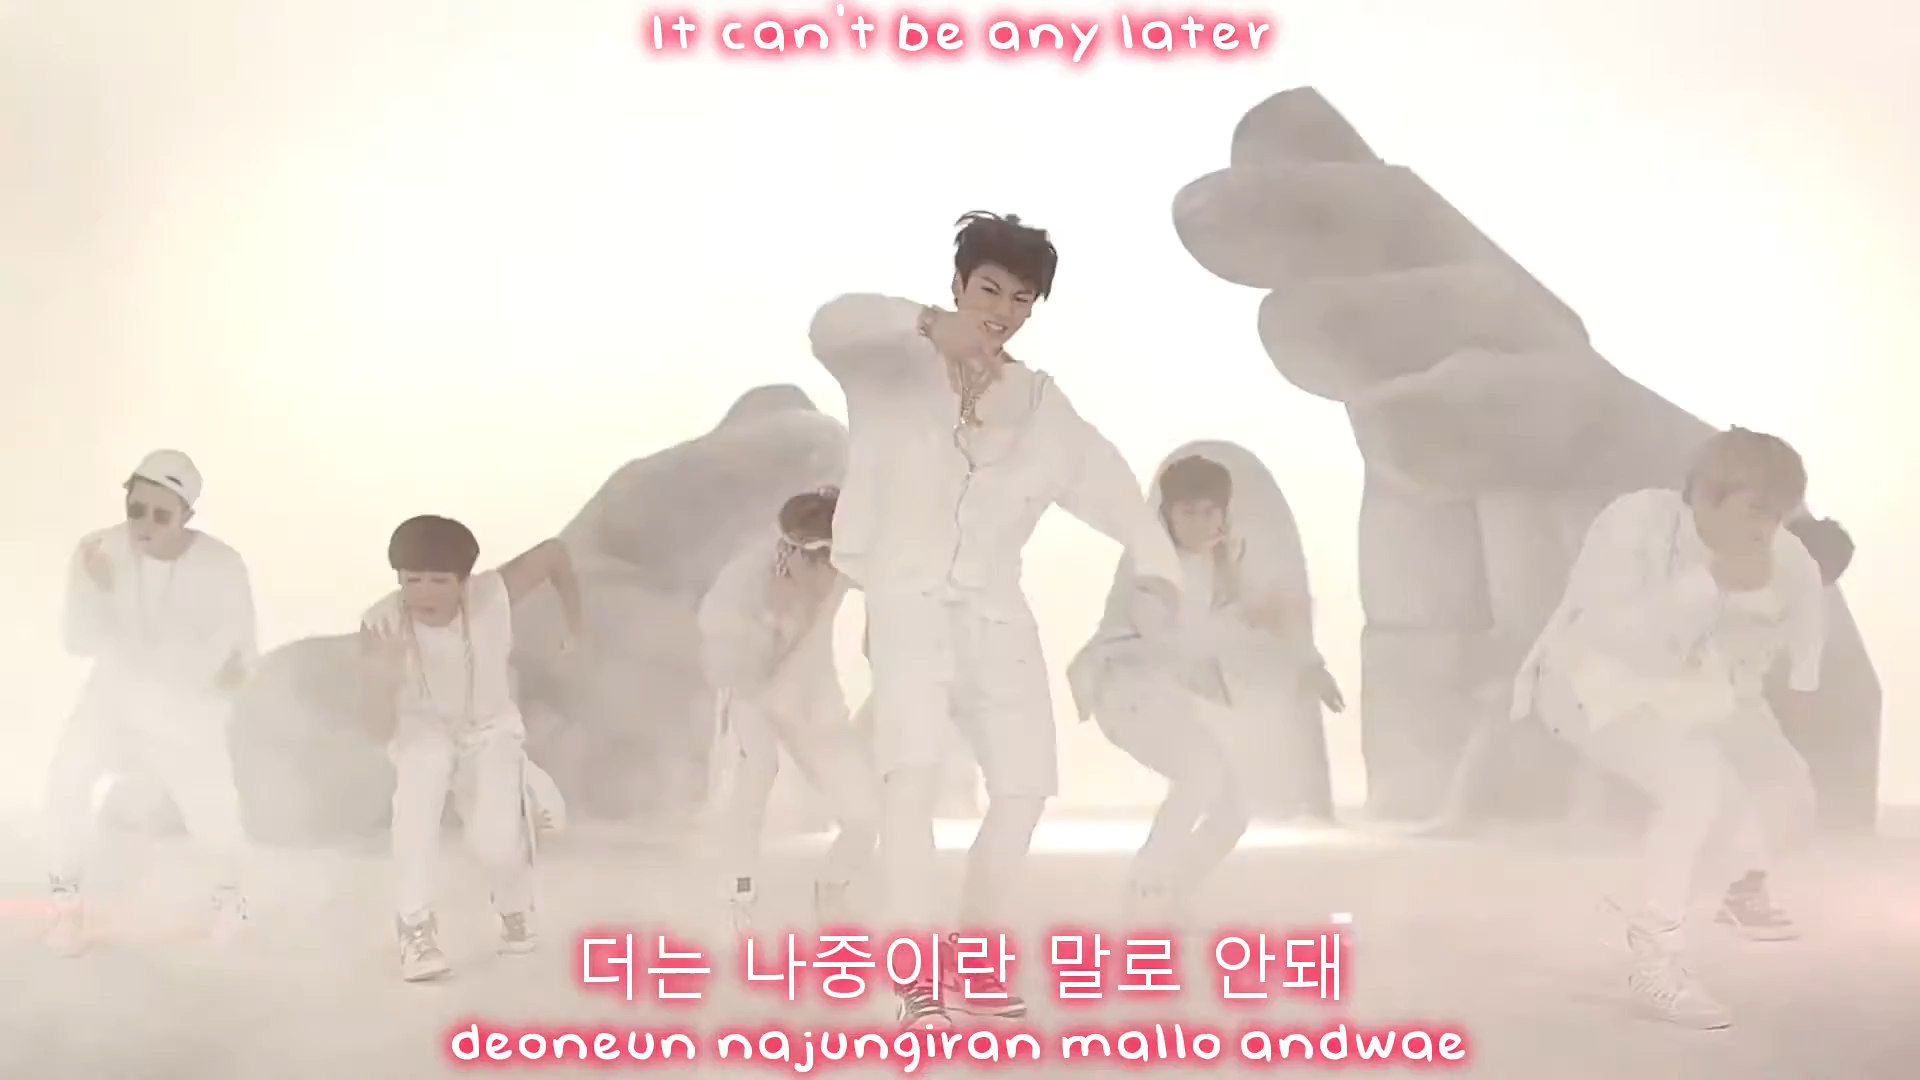 It can't be any later
더는 나중이란 말로 안돼
deoneun najungiran mallo andwae